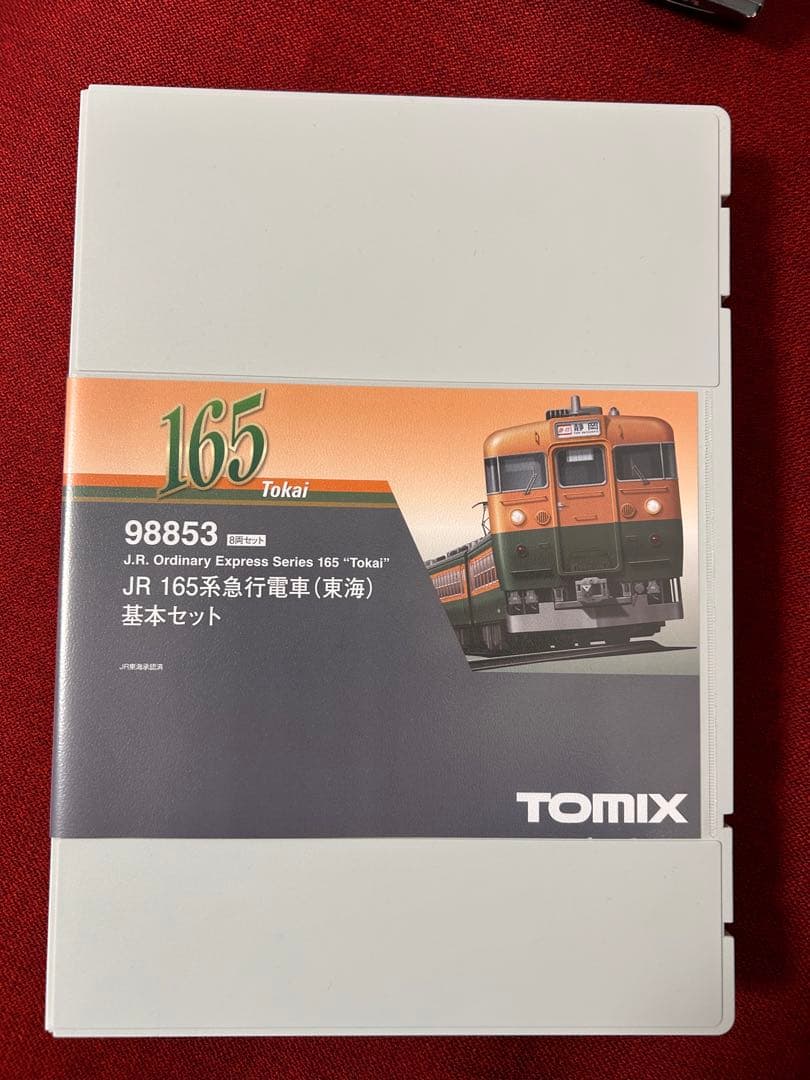 165
Tokai
98853 8両セット
J.R. Ordinary Express Series 165 “Tokai”
JR 165系急行電車(東海)
基本セット
JR東海承認済
急行 静岡
TOMIX